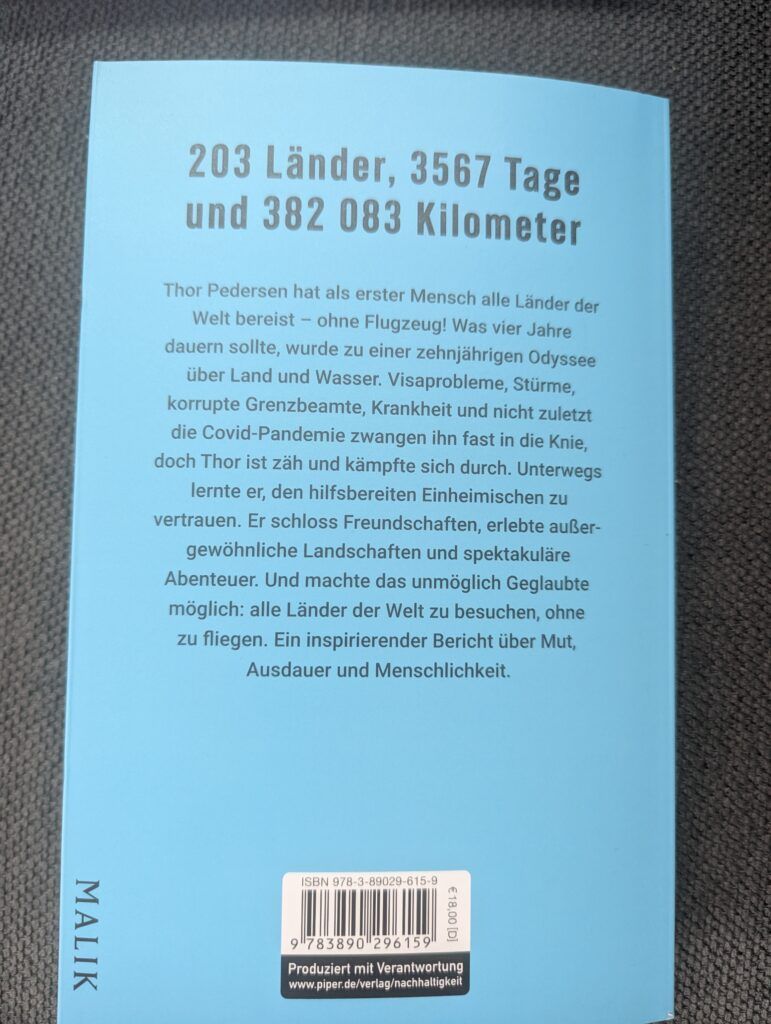 203 Länder, 3567 Tage
und 382 083 Kilometer
Thor Pedersen hat als erster Mensch alle Länder der
Welt bereist – ohne Flugzeug! Was vier Jahre
dauern sollte, wurde zu einer zehnjährigen Odyssee
über Land und Wasser. Visaprobleme, Stürme,
korrupte Grenzbeamte, Krankheit und nicht zuletzt
die Covid-Pandemie zwangen ihn fast in die Knie,
doch Thor ist zäh und kämpfte sich durch. Unterwegs
lernte er, den hilfsbereiten Einheimischen zu
vertrauen. Er schloss Freundschaften, erlebte außer-
gewöhnliche Landschaften und spektakuläre
Abenteuer. Und machte das unmöglich Geglaubte
möglich: alle Länder der Welt zu besuchen, ohne
zu fliegen. Ein inspirierender Bericht über Mut,
Ausdauer und Menschlichkeit.
MALIK
ISBN 978-3-89029-615-9
€ 18,00 [D]
9 783890 296159
Produziert mit Verantwortung
www.piper.de/verlag/nachhaltigkeit